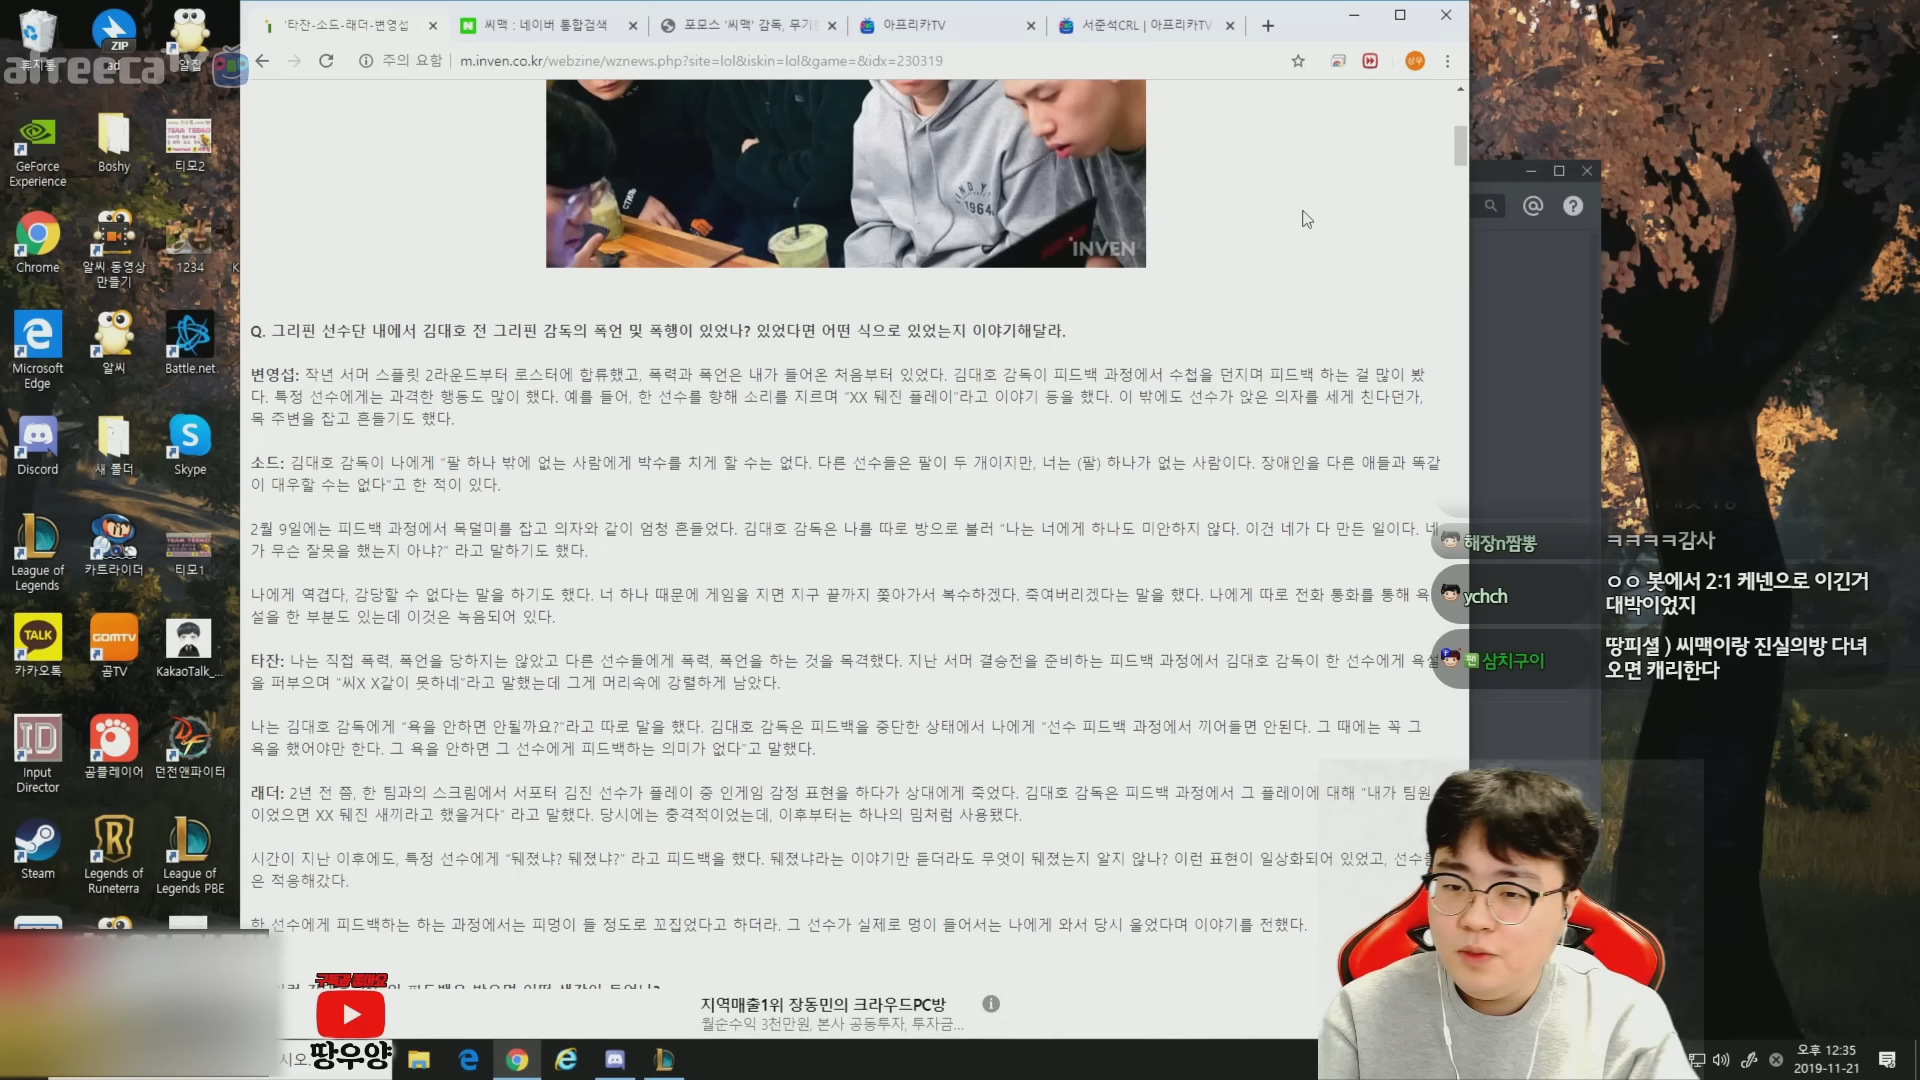 '타잔-소드-래더-변영섭
씨맥 : 네이버 통합검색
포모스 '씨맥' 감독, 무기한
아프리카TV
서준석CRL | 아프리카TV
주의 요함
m.inven.co.kr/webzine/wznews.php?site=lol&iskin=lol&game=&idx=230319
afreecaTV
휴지통
ZIP
알집
GeForce Experience
Boshy
티모2
Chrome
알씨 동영상 만들기
1234
Microsoft Edge
알씨
Battle.net
Discord
새 폴더
Skype
League of Legends
카트라이더
티모1
TALK
카카오톡
GOMTV
곰TV
KakaoTalk_...
ID
Input Director
곰플레이어
던전앤파이터
Steam
Legends of Runeterra
League of Legends PBE
INDY
1964
INVEN
Q. 그리핀 선수단 내에서 김대호 전 그리핀 감독의 폭언 및 폭행이 있었나? 있었다면 어떤 식으로 있었는지 이야기해달라.
변영섭: 작년 서머 스플릿 2라운드부터 로스터에 합류했고, 폭력과 폭언은 내가 들어온 처음부터 있었다. 김대호 감독이 피드백 과정에서 수첩을 던지며 피드백 하는 걸 많이 봤
다. 특정 선수에게는 과격한 행동도 많이 했다. 예를 들어, 한 선수를 향해 소리를 지르며 “XX 뒈진 플레이”라고 이야기 등을 했다. 이 밖에도 선수가 앉은 의자를 세게 친다던가,
목 주변을 잡고 흔들기도 했다.
소드: 김대호 감독이 나에게 “팔 하나 밖에 없는 사람에게 박수를 치게 할 수는 없다. 다른 선수들은 팔이 두 개이지만, 너는 (팔) 하나가 없는 사람이다. 장애인을 다른 애들과 똑같
이 대우할 수는 없다”고 한 적이 있다.
2월 9일에는 피드백 과정에서 목덜미를 잡고 의자와 같이 엄청 흔들었다. 김대호 감독은 나를 따로 방으로 불러 “나는 너에게 하나도 미안하지 않다. 이건 네가 다 만든 일이다. 네
가 무슨 잘못을 했는지 아냐?” 라고 말하기도 했다.
나에게 역겹다, 감당할 수 없다는 말을 하기도 했다. 너 하나 때문에 게임을 지면 지구 끝까지 쫓아가서 복수하겠다. 죽여버리겠다는 말을 했다. 나에게 따로 전화 통화를 통해 욕
설을 한 부분도 있는데 이것은 녹음되어 있다.
타잔: 나는 직접 폭력, 폭언을 당하지는 않았고 다른 선수들에게 폭력, 폭언을 하는 것을 목격했다. 지난 서머 결승전을 준비하는 피드백 과정에서 김대호 감독이 한 선수에게 욕설
을 퍼부으며 “씨X X같이 못하네”라고 말했는데 그게 머리속에 강렬하게 남았다.
나는 김대호 감독에게 “욕을 안하면 안될까요?”라고 따로 말을 했다. 김대호 감독은 피드백을 중단한 상태에서 나에게 “선수 피드백 과정에서 끼어들면 안된다. 그 때에는 꼭 그
욕을 했어야만 한다. 그 욕을 안하면 그 선수에게 피드백하는 의미가 없다”고 말했다.
래더: 2년 전 쯤, 한 팀과의 스크림에서 서포터 김진 선수가 플레이 중 인게임 감정 표현을 하다가 상대에게 죽었다. 김대호 감독은 피드백 과정에서 그 플레이에 대해 “내가 팀원
이었으면 XX 뒈진 새끼라고 했을거다” 라고 말했다. 당시에는 충격적이었는데, 이후부터는 하나의 밈처럼 사용됐다.
시간이 지난 이후에도, 특정 선수에게 “뒈졌냐? 뒈졌냐?” 라고 피드백을 했다. 뒈졌냐라는 이야기만 듣더라도 무엇이 뒈졌는지 알지 않나? 이런 표현이 일상화되어 있었고, 선수들
은 적응해갔다.
한 선수에게 피드백하는 하는 과정에서는 피멍이 들 정도로 꼬집었다고 하더라. 그 선수가 실제로 멍이 들어서는 나에게 와서 당시 울었다며 이야기를 전했다.
해장n짬뽕
ㅋㅋㅋㅋ감사
ychch
ㅇㅇ 봇에서 2:1 케넨으로 이긴거
대박이었지
팬 삼치구이
땅피셜 ) 씨맥이랑 진실의방 다녀
오면 캐리한다
지역매출1위 장동민의 크라우드PC방
월순수익 3천만원, 본사 공동투자, 투자금...
구독과 좋아요
땅우양
시오.
오후 12:35
2019-11-21